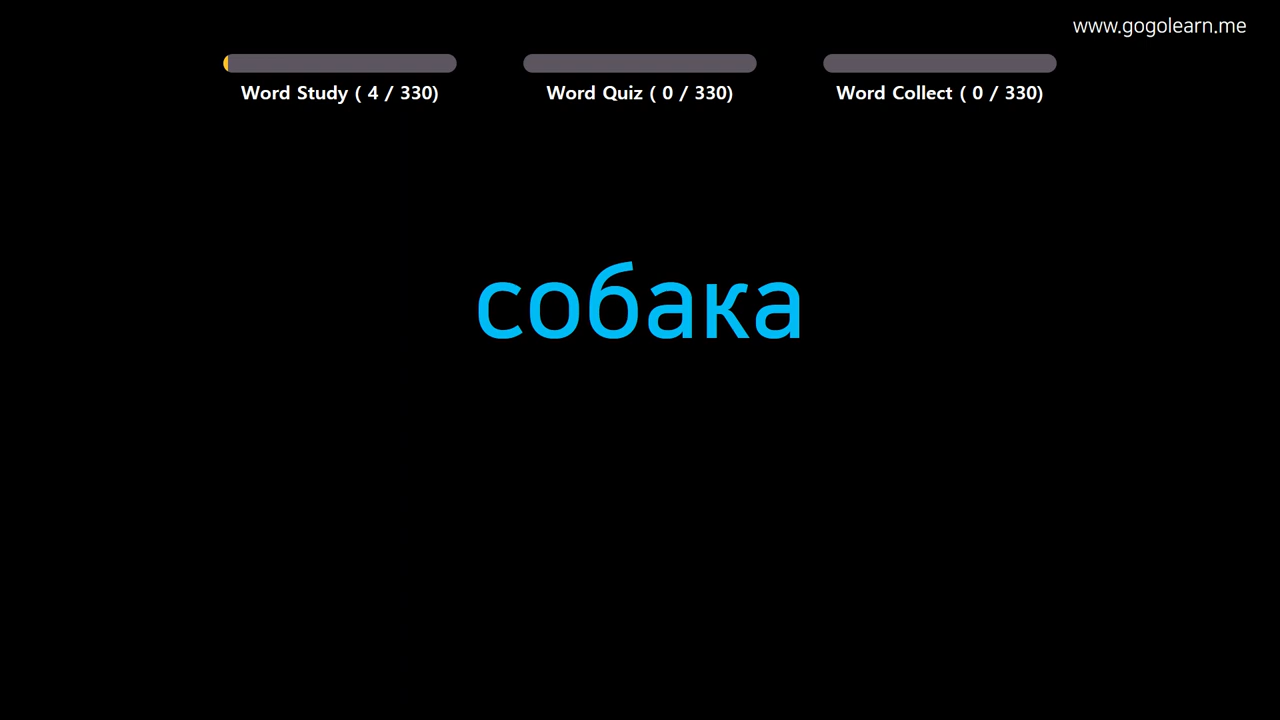 www.gogolearn.me
Word Study ( 4 / 330)
Word Quiz ( 0 / 330)
Word Collect ( 0 / 330)
собака